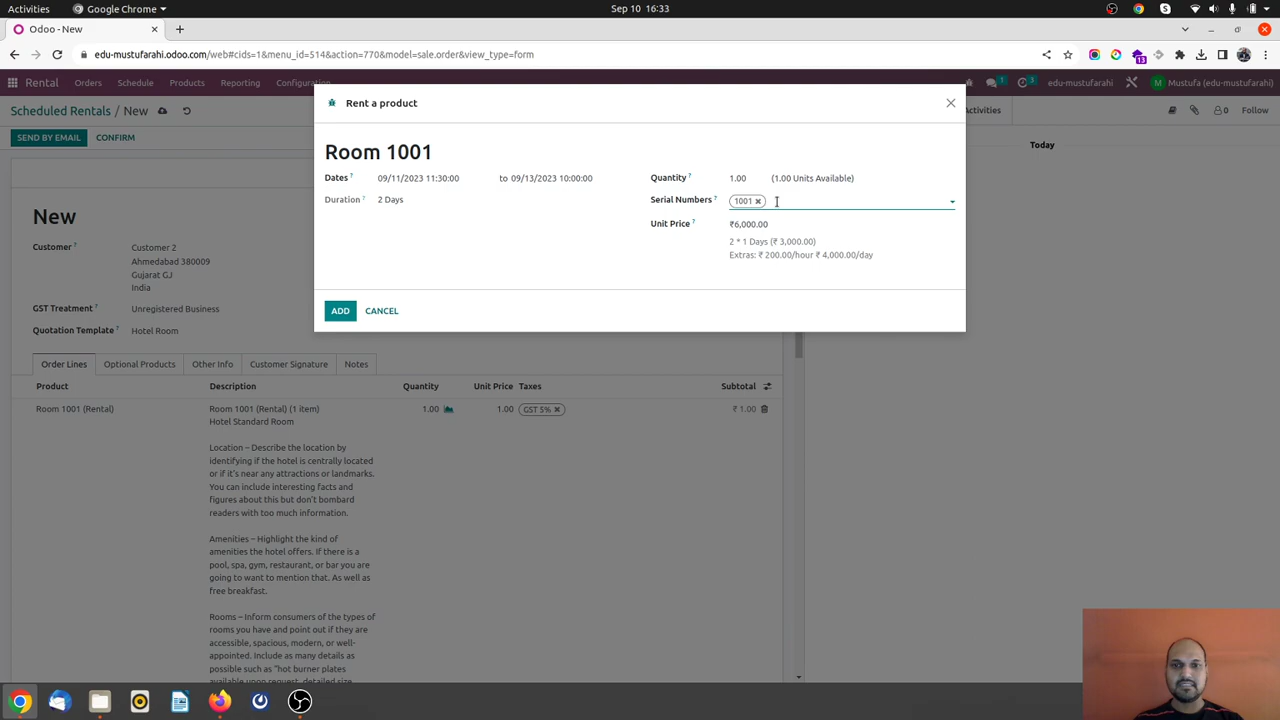 Activities
Google Chrome
Sep 10 16:33
Odoo - New
edu-mustufarahi.odoo.com/web#cids=1&menu_id=514&action=770&model=sale.order&view_type=form
13
Rental Orders Schedule Products Reporting Configuration
1
3
edu-mustufarahi
Mustufa (edu-mustufarahi)
Scheduled Rentals / New
Activities
0 Follow
SEND BY EMAIL CONFIRM
Today
Rent a product
Room 1001
Dates ? 09/11/2023 11:30:00 to 09/13/2023 10:00:00
Quantity ? 1.00 (1.00 Units Available)
Duration ? 2 Days
Serial Numbers ? 1001
Unit Price ? ₹6,000.00
2 * 1 Days (₹ 3,000.00)
Extras: ₹ 200.00/hour ₹ 4,000.00/day
ADD CANCEL
New
Customer ? Customer 2
Ahmedabad 380009
Gujarat GJ
India
GST Treatment ? Unregistered Business
Quotation Template ? Hotel Room
Order Lines Optional Products Other Info Customer Signature Notes
Product Description Quantity Unit Price Taxes Subtotal
Room 1001 (Rental) Room 1001 (Rental) (1 item) 1.00 1.00 GST 5% ₹ 1.00
Hotel Standard Room
Location – Describe the location by
identifying if the hotel is centrally located
or if it's near any attractions or landmarks.
You can include interesting facts and
figures about this but don't bombard
readers with too much information.
Amenities – Highlight the kind of
amenities the hotel offers. If there is a
pool, spa, gym, restaurant, or bar you are
going to want to mention that. As well as
free breakfast.
Rooms – Inform consumers of the types of
rooms you have and point out if they are
accessible, spacious, modern, or well-
appointed. Include as many details as
possible such as "hot burner plates
available upon request, detailed size